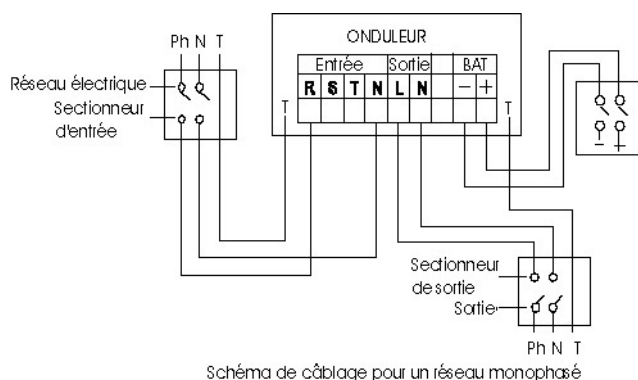 Ph N T
ONDULEUR
Entrée Sortie BAT
R S T N L N − +
Réseau électrique
Sectionneur
d'entrée
T
T
− +
Sectionneur
de sortie
Sortie
Ph N T
Schéma de câblage pour un réseau monophasé